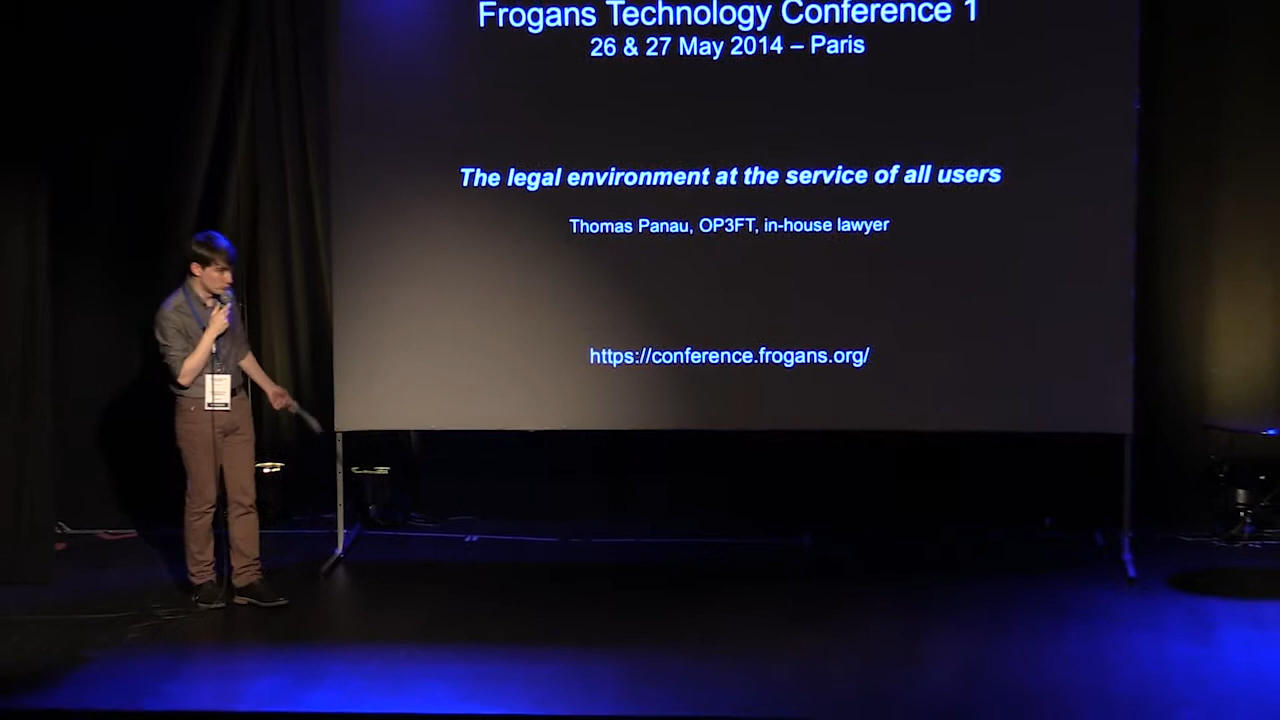 Frogans Technology Conference 1
26 & 27 May 2014 – Paris
The legal environment at the service of all users
Thomas Panau, OP3FT, in-house lawyer
https://conference.frogans.org/